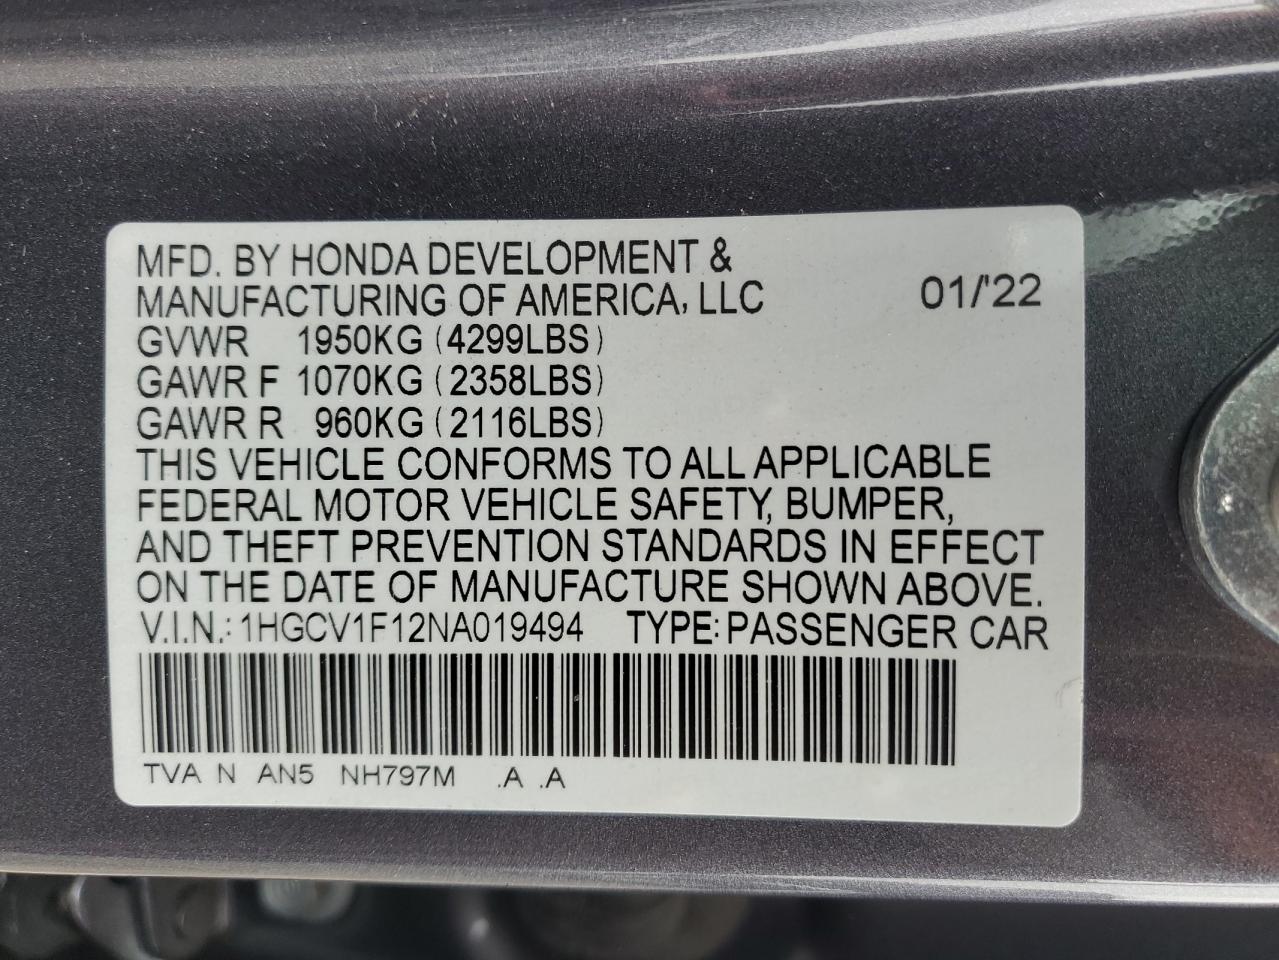 MFD. BY HONDA DEVELOPMENT &
MANUFACTURING OF AMERICA, LLC 01/'22
GVWR 1950KG (4299LBS)
GAWR F 1070KG (2358LBS)
GAWR R 960KG (2116LBS)
THIS VEHICLE CONFORMS TO ALL APPLICABLE
FEDERAL MOTOR VEHICLE SAFETY, BUMPER,
AND THEFT PREVENTION STANDARDS IN EFFECT
ON THE DATE OF MANUFACTURE SHOWN ABOVE.
V.I.N.: 1HGCV1F12NA019494 TYPE: PASSENGER CAR
TVA N AN5 NH797M .A .A